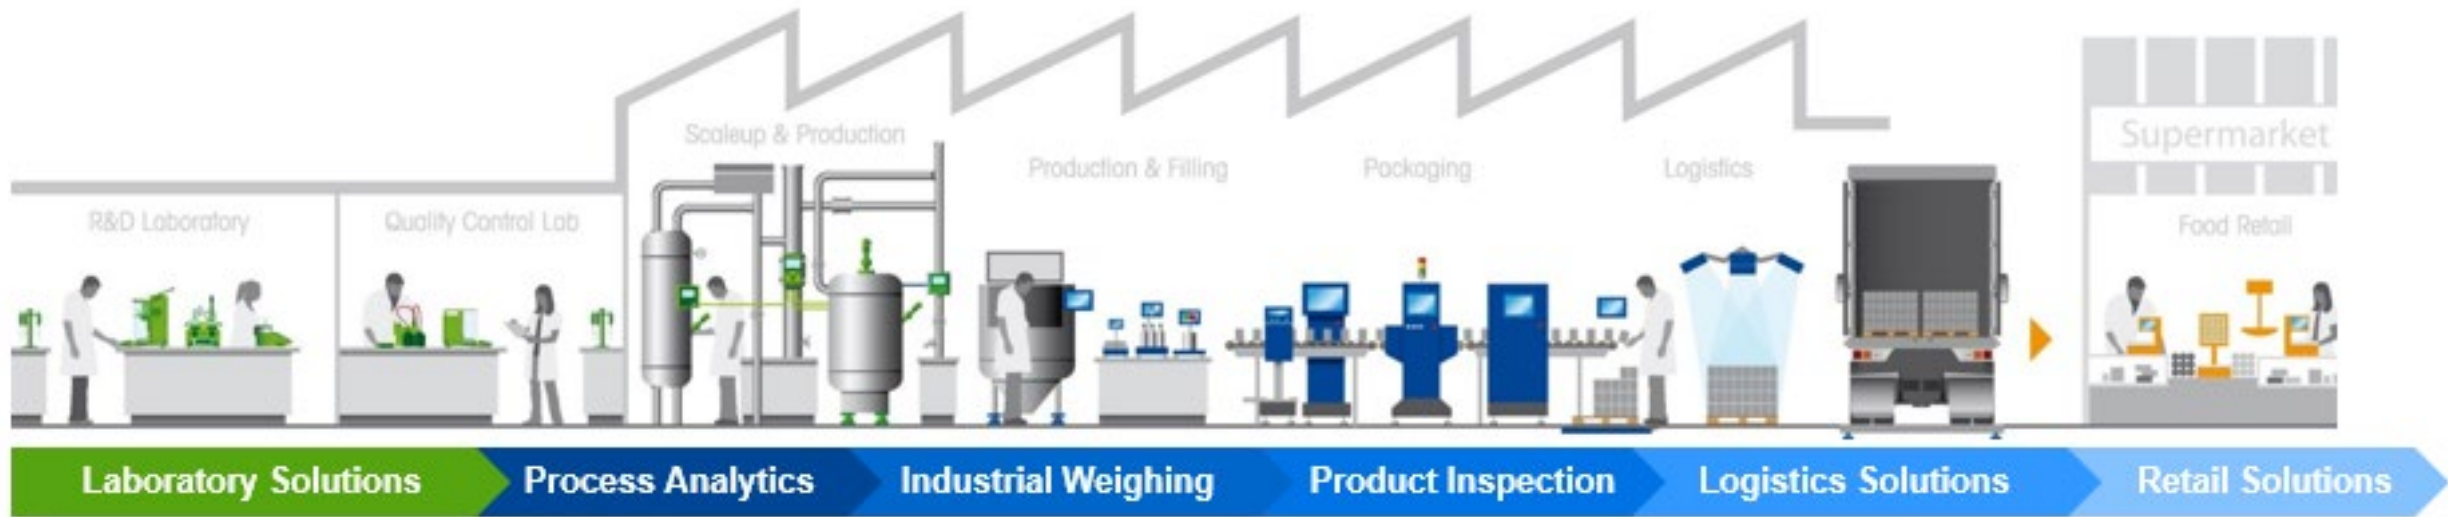 Scaleup & Production
Production & Filling
Packaging
Logistics
Supermarket
R&D Laboratory
Quality Control Lab
Food Retail
Laboratory Solutions
Process Analytics
Industrial Weighing
Product Inspection
Logistics Solutions
Retail Solutions